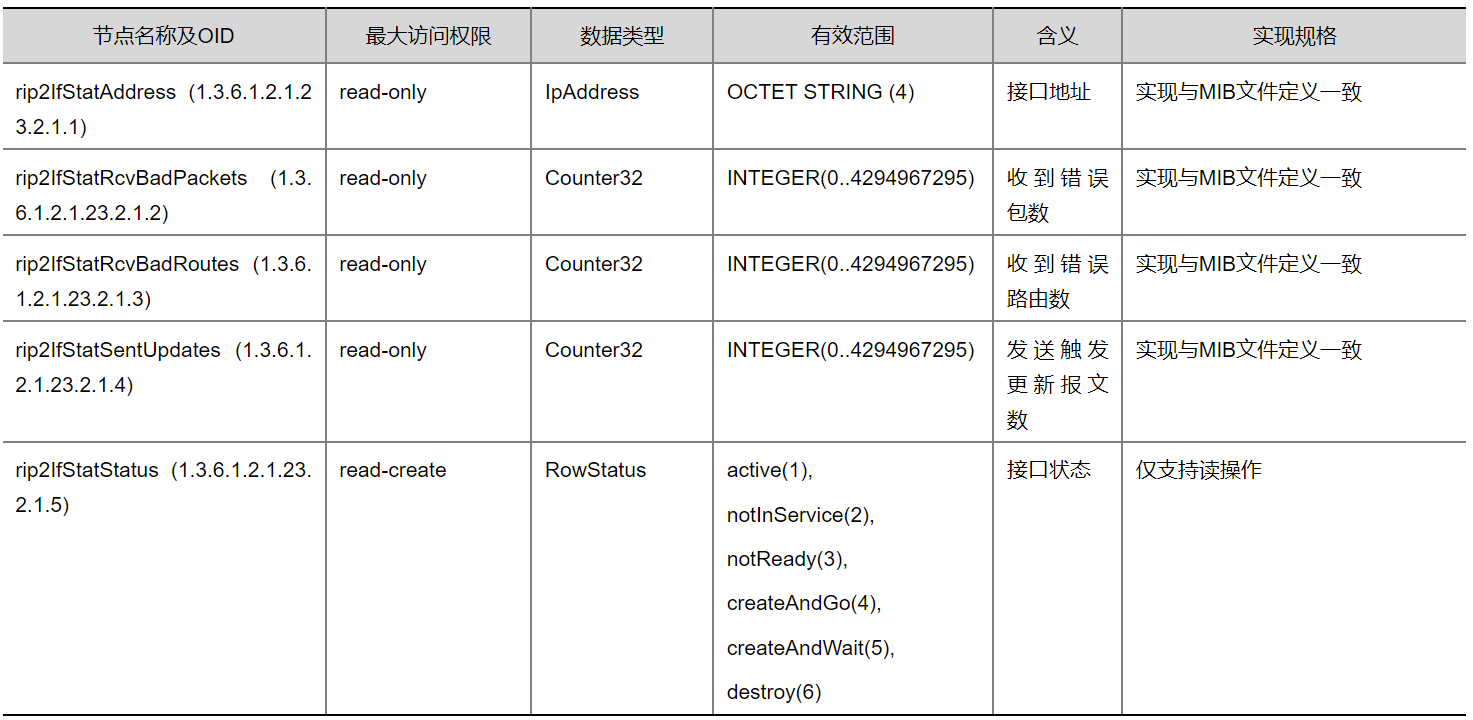 节点名称及OID 最大访问权限 数据类型 有效范围 含义 实现规格
rip2IfStatAddress (1.3.6.1.2.1.2 read-only IpAddress OCTET STRING (4) 接口地址 实现与MIB文件定义一致
3.2.1.1)
rip2IfStatRcvBadPackets (1.3. read-only Counter32 INTEGER(0..4294967295) 收到错误 实现与MIB文件定义一致
6.1.2.1.23.2.1.2) 包数
rip2IfStatRcvBadRoutes (1.3.6. read-only Counter32 INTEGER(0..4294967295) 收到错误 实现与MIB文件定义一致
1.2.1.23.2.1.3) 路由数
rip2IfStatSentUpdates (1.3.6.1. read-only Counter32 INTEGER(0..4294967295) 发送触发 实现与MIB文件定义一致
2.1.23.2.1.4) 更新报文
数
rip2IfStatStatus (1.3.6.1.2.1.23. read-create RowStatus active(1), 接口状态 仅支持读操作
2.1.5)
notInService(2),
notReady(3),
createAndGo(4),
createAndWait(5),
destroy(6)